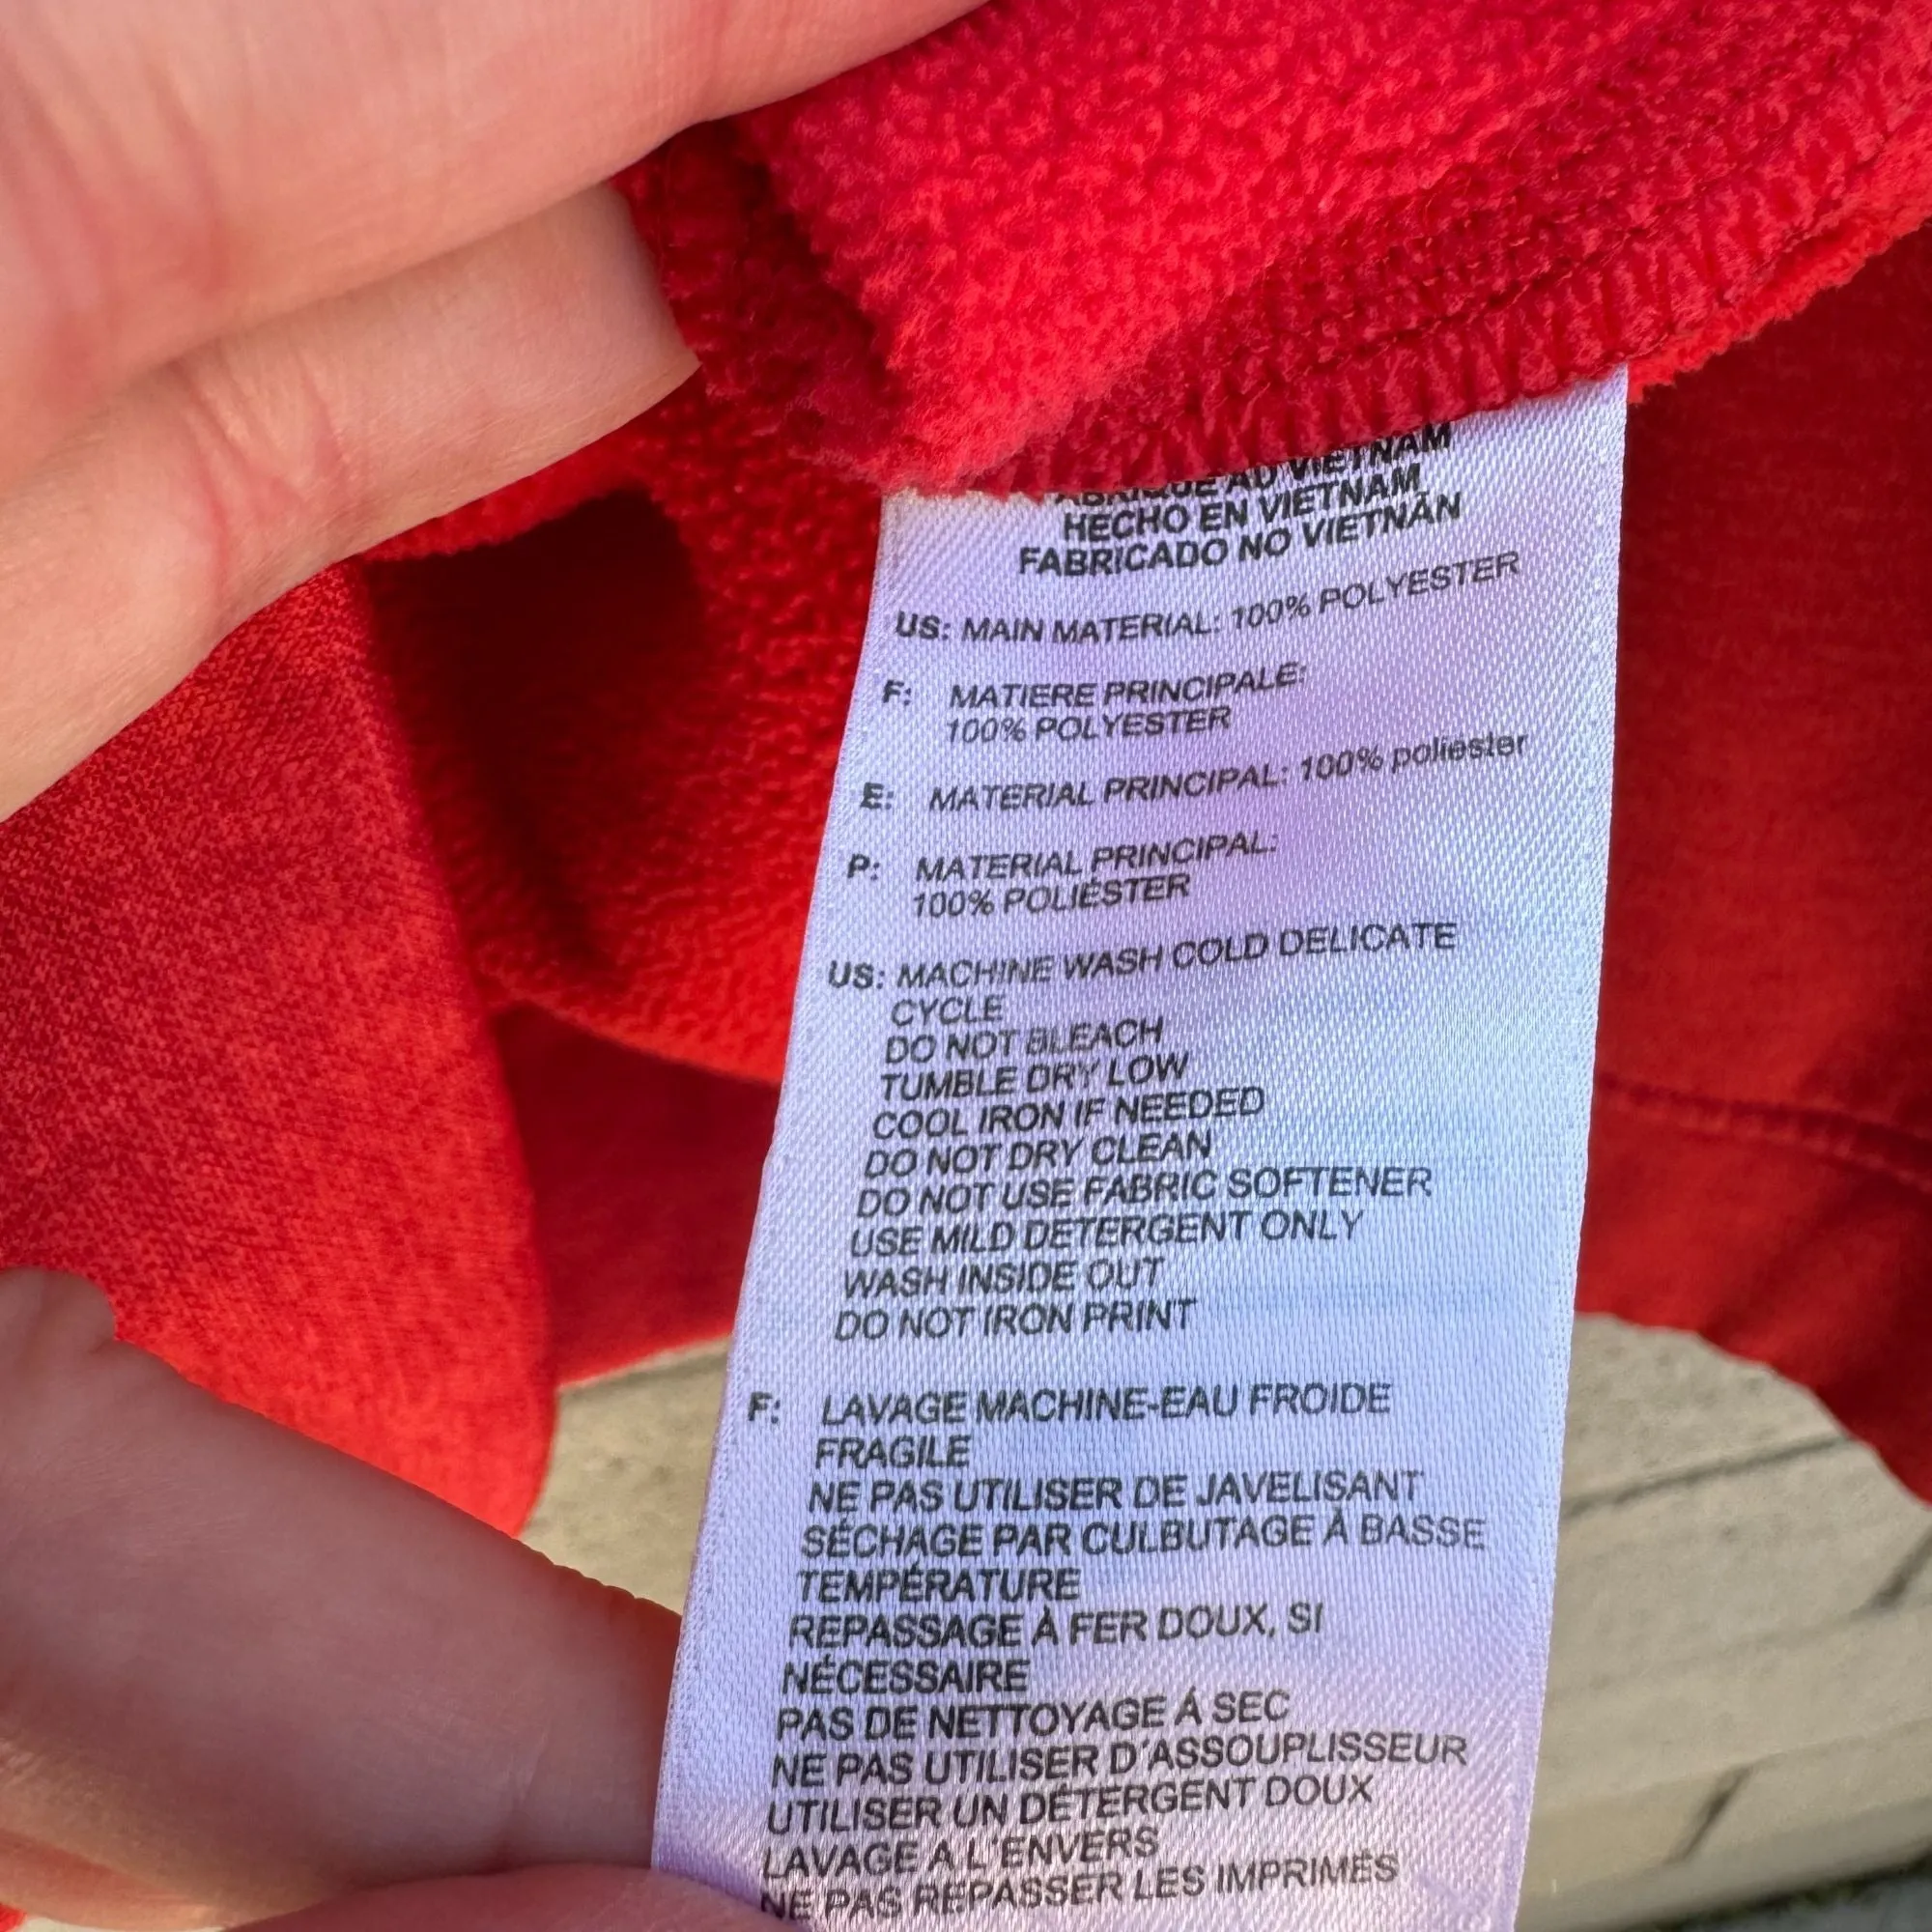 FABRIQUÉ AU VIETNAM
HECHO EN VIETNAM
FABRICADO NO VIETNÃN
US: MAIN MATERIAL: 100% POLYESTER
F: MATIERE PRINCIPALE:
100% POLYESTER
E: MATERIAL PRINCIPAL: 100% poliester
P: MATERIAL PRINCIPAL:
100% POLIÉSTER
US: MACHINE WASH COLD DELICATE
CYCLE
DO NOT BLEACH
TUMBLE DRY LOW
COOL IRON IF NEEDED
DO NOT DRY CLEAN
DO NOT USE FABRIC SOFTENER
USE MILD DETERGENT ONLY
WASH INSIDE OUT
DO NOT IRON PRINT
F: LAVAGE MACHINE-EAU FROIDE
FRAGILE
NE PAS UTILISER DE JAVELISANT
SÉCHAGE PAR CULBUTAGE À BASSE
TEMPÉRATURE
REPASSAGE À FER DOUX, SI
NÉCESSAIRE
PAS DE NETTOYAGE Á SEC
NE PAS UTILISER D'ASSOUPLISSEUR
UTILISER UN DÉTERGENT DOUX
LAVAGE A L'ENVERS
NE PAS REPASSER LES IMPRIMÉS